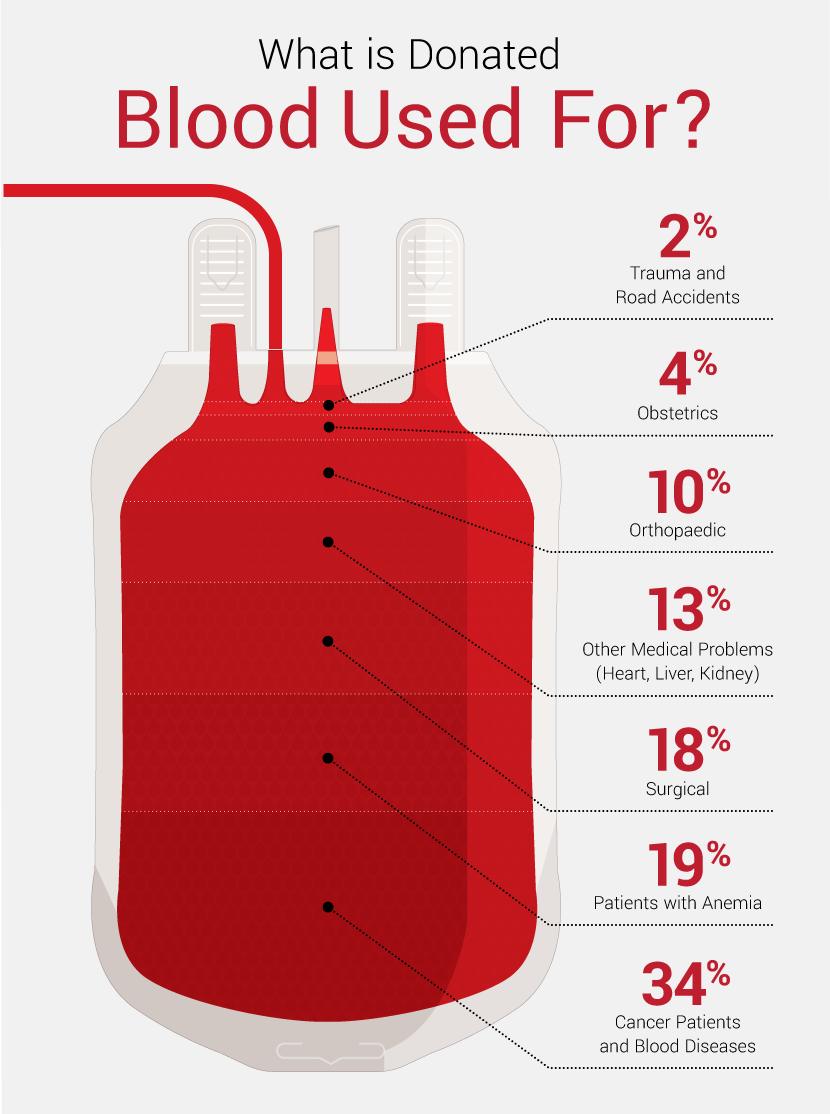 What is Donated
Blood Used For?
2%
Trauma and
Road Accidents
4%
Obstetrics
10%
Orthopaedic
13%
Other Medical Problems
(Heart, Liver, Kidney)
18%
Surgical
19%
Patients with Anemia
34%
Cancer Patients
and Blood Diseases